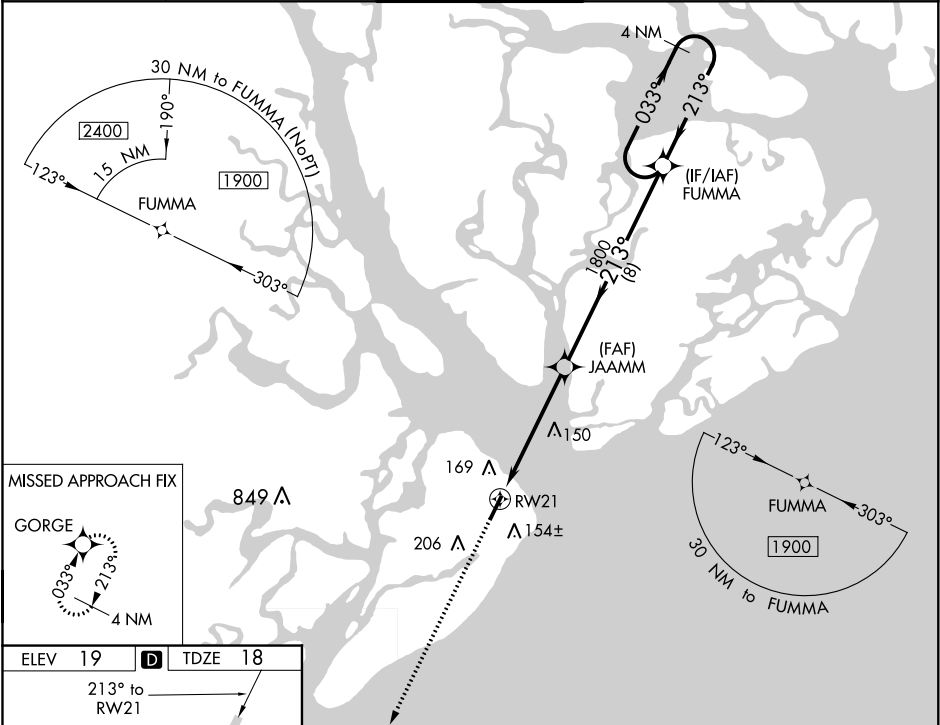 4 NM
033°
213°
(IF/IAF)
FUMMA
30 NM to FUMMA (NoPT)
190°
2400
15 NM
1900
123°
FUMMA
303°
1800
213°
(8)
(FAF)
JAAMM
150
169
RW21
849
206
154±
123°
FUMMA
303°
1900
30 NM to FUMMA
MISSED APPROACH FIX
GORGE
033°
213°
4 NM
ELEV 19 D TDZE 18
213° to
RW21